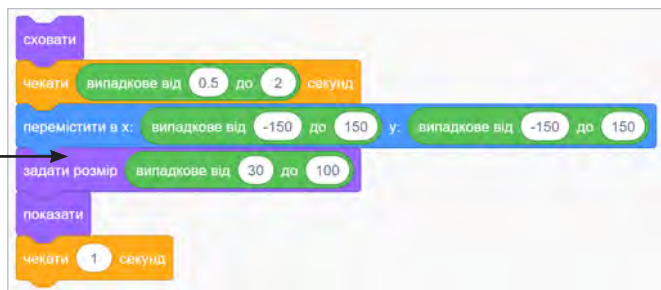 сховати
чекати випадкове від 0.5 до 2 секунд
перемістити в x: випадкове від -150 до 150 y: випадкове від -150 до 150
задати розмір випадкове від 30 до 100
показати
чекати 1 секунд